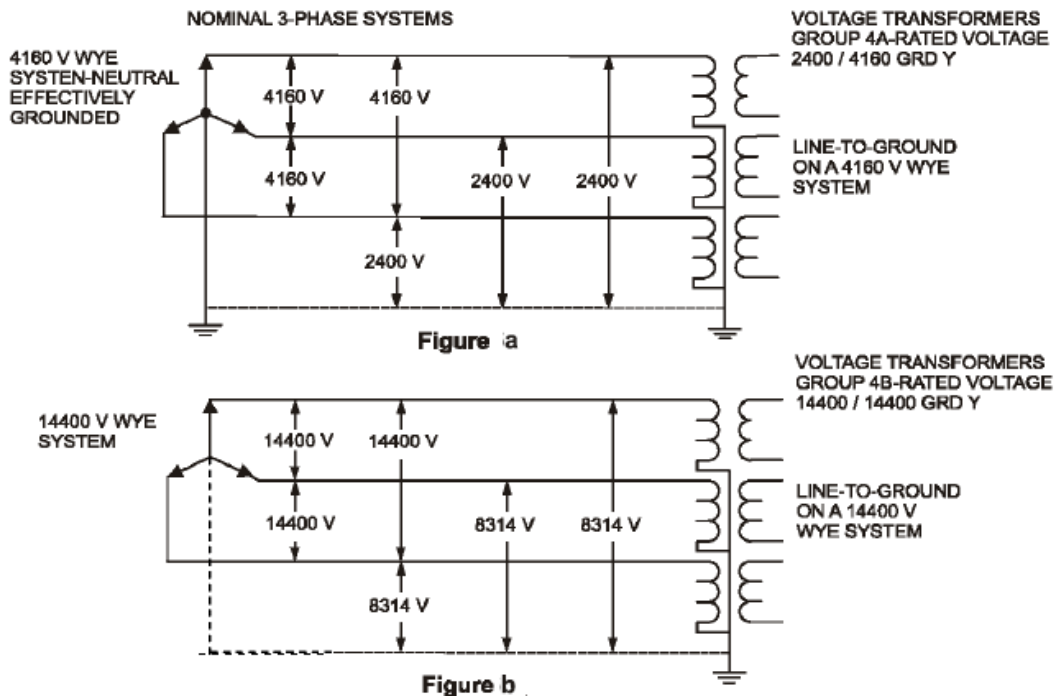 NOMINAL 3-PHASE SYSTEMS
VOLTAGE TRANSFORMERS
GROUP 4A-RATED VOLTAGE
2400 / 4160 GRD Y
4160 V WYE
SYSTEN-NEUTRAL
EFFECTIVELY
GROUNDED
4160 V
4160 V
4160 V
2400 V
2400 V
2400 V
LINE-TO-GROUND
ON A 4160 V WYE
SYSTEM
Figure a
VOLTAGE TRANSFORMERS
GROUP 4B-RATED VOLTAGE
14400 / 14400 GRD Y
14400 V WYE
SYSTEM
14400 V
14400 V
14400 V
8314 V
8314 V
8314 V
LINE-TO-GROUND
ON A 14400 V
WYE SYSTEM
Figure b